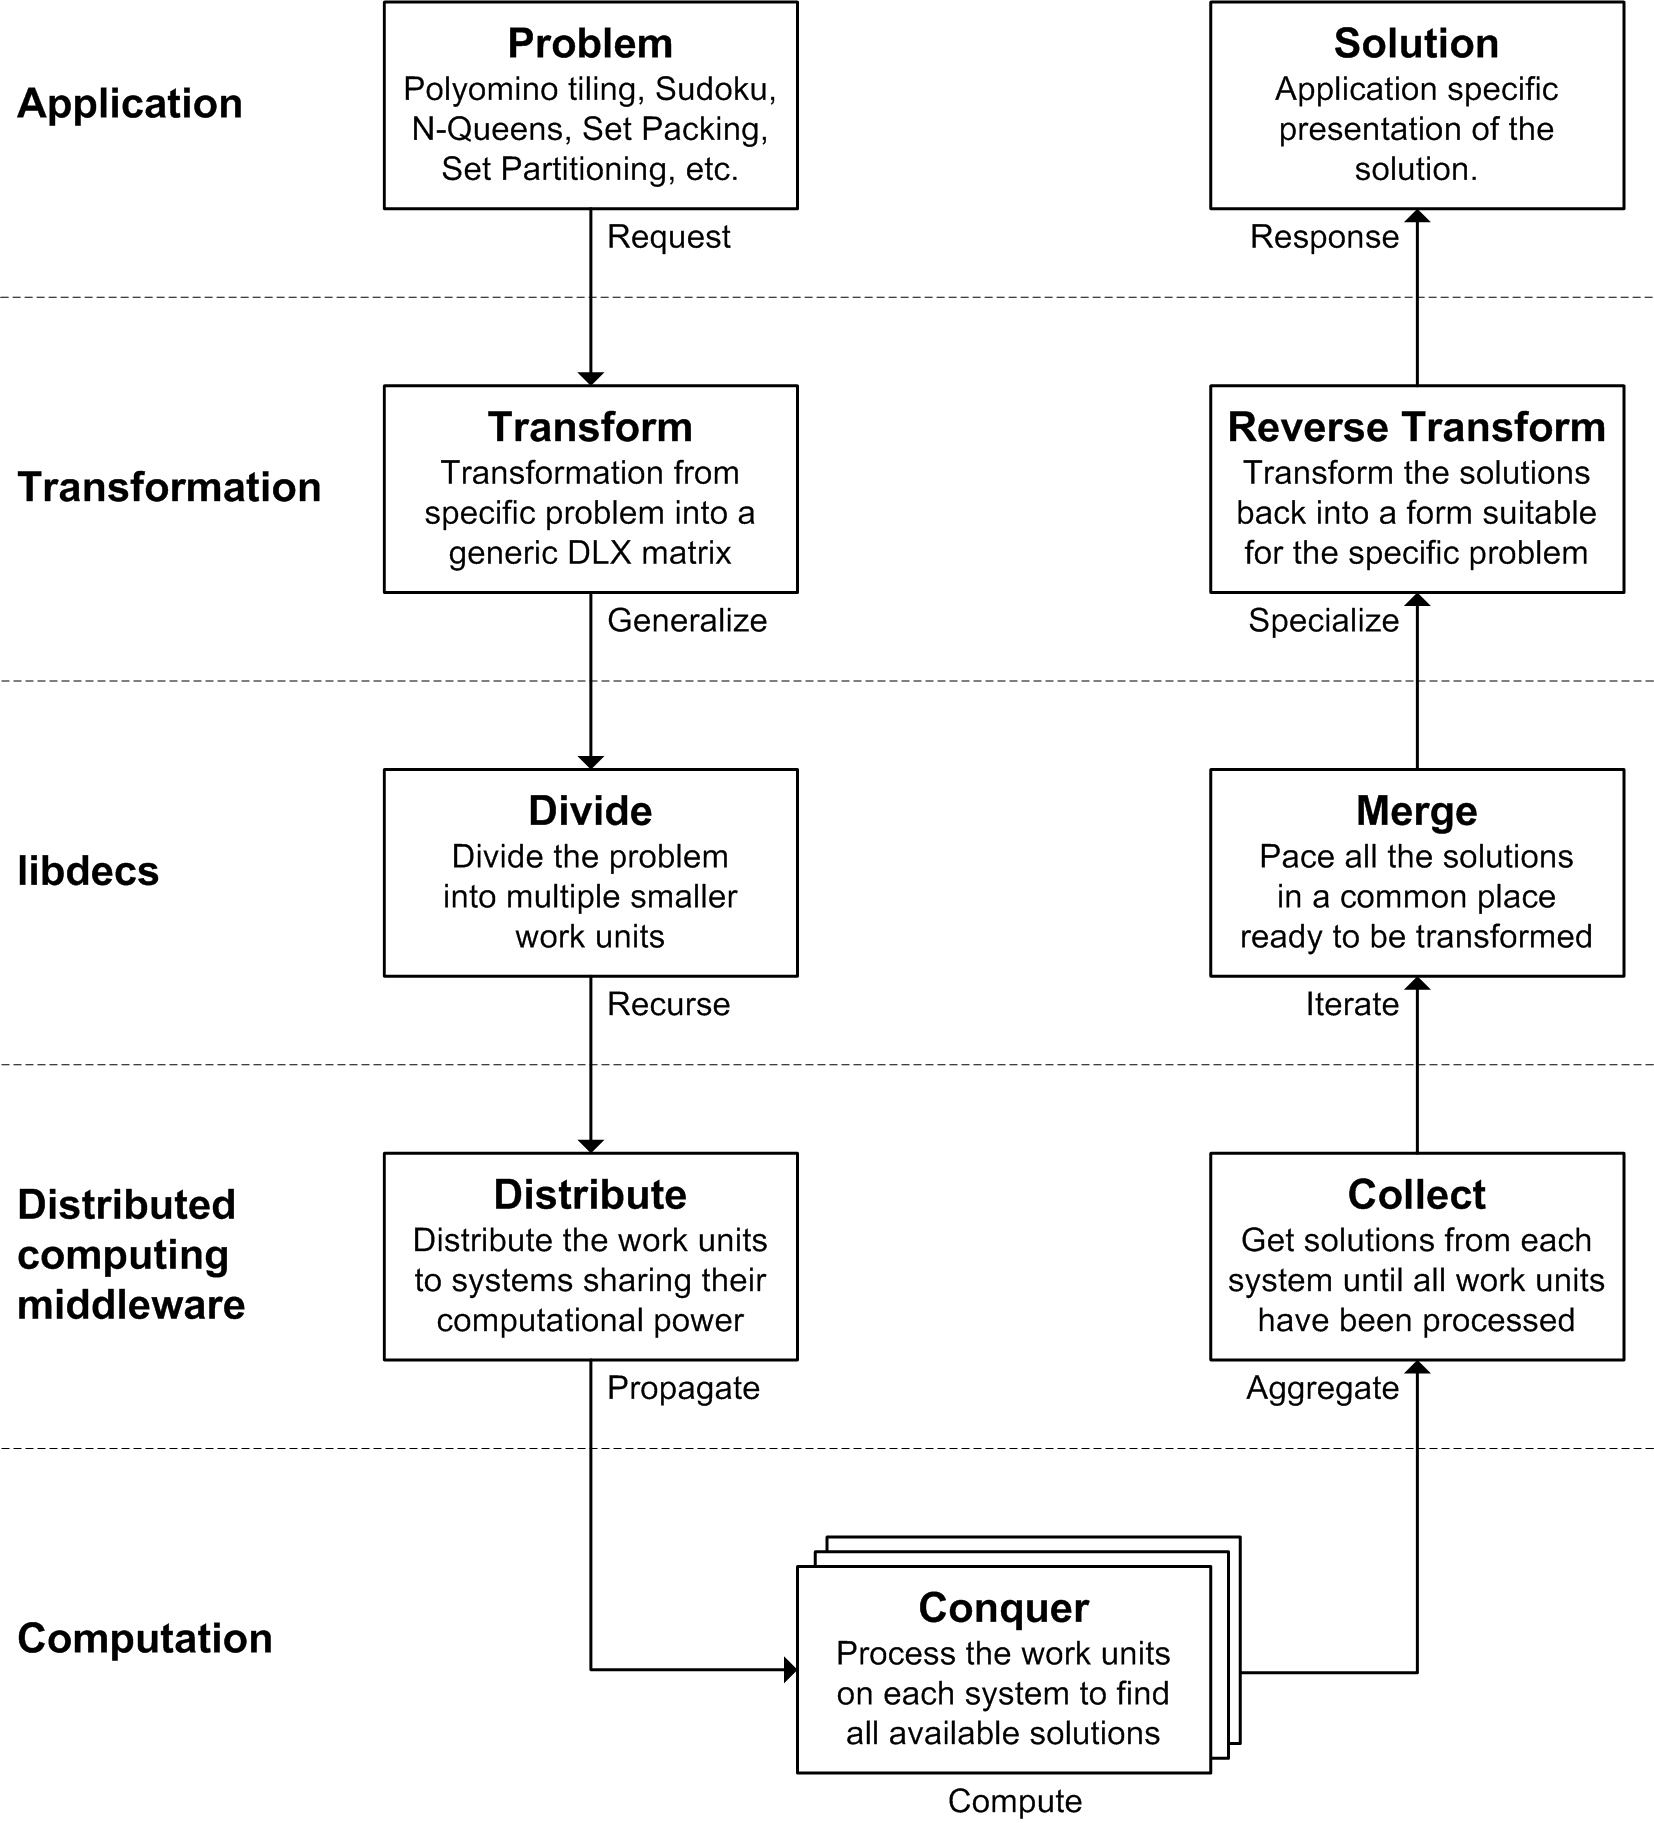 Application
Problem
Polyomino tiling, Sudoku,
N-Queens, Set Packing,
Set Partitioning, etc.
Request
Solution
Application specific
presentation of the
solution.
Response
Transformation
Transform
Transformation from
specific problem into a
generic DLX matrix
Generalize
Reverse Transform
Transform the solutions
back into a form suitable
for the specific problem
Specialize
libdecs
Divide
Divide the problem
into multiple smaller
work units
Recurse
Merge
Pace all the solutions
in a common place
ready to be transformed
Iterate
Distributed
computing
middleware
Distribute
Distribute the work units
to systems sharing their
computational power
Propagate
Collect
Get solutions from each
system until all work units
have been processed
Aggregate
Computation
Conquer
Process the work units
on each system to find
all available solutions
Compute